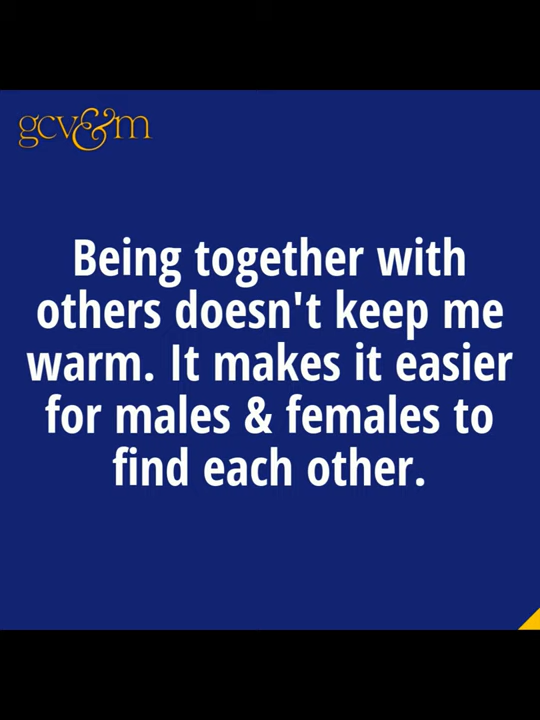 gcv&m
Being together with
others doesn't keep me
warm. It makes it easier
for males & females to
find each other.